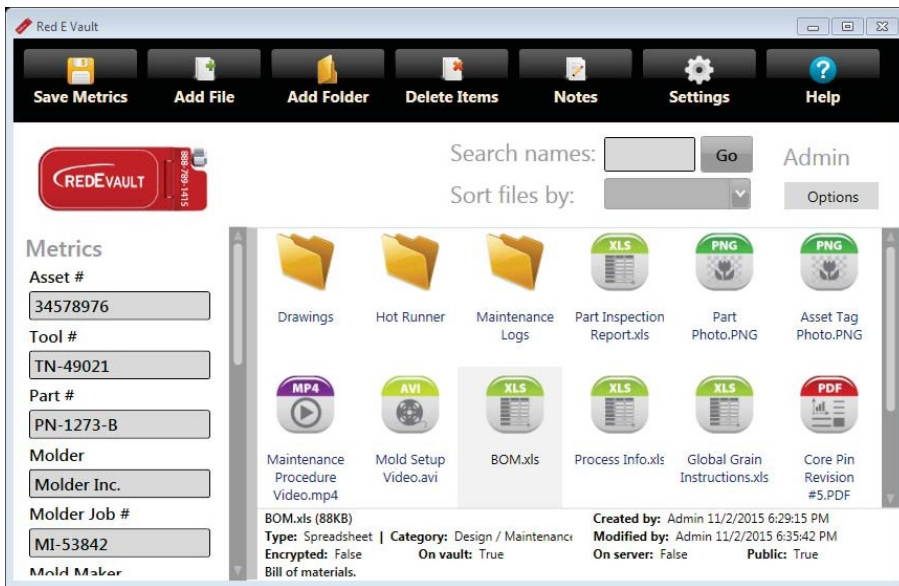 Red E Vault
Save Metrics
Add File
Add Folder
Delete Items
Notes
Settings
Help
REDEVAULT
888-789-1415
Search names:
Go
Admin
Sort files by:
Options
Metrics
Asset #
34578976
Tool #
TN-49021
Part #
PN-1273-B
Molder
Molder Inc.
Molder Job #
MI-53842
Mold Maker
Drawings
Hot Runner
Maintenance
Logs
XLS
Part Inspection
Report.xls
PNG
Part
Photo.PNG
PNG
Asset Tag
Photo.PNG
MP4
Maintenance
Procedure
Video.mp4
AVI
Mold Setup
Video.avi
XLS
BOM.xls
XLS
Process Info.xls
XLS
Global Grain
Instructions.xls
PDF
Core Pin
Revision
#5.PDF
BOM.xls (88KB)
Type: Spreadsheet | Category: Design / Maintenance
Encrypted: False On vault: True
Bill of materials.
Created by: Admin 11/2/2015 6:29:15 PM
Modified by: Admin 11/2/2015 6:35:42 PM
On server: False Public: True